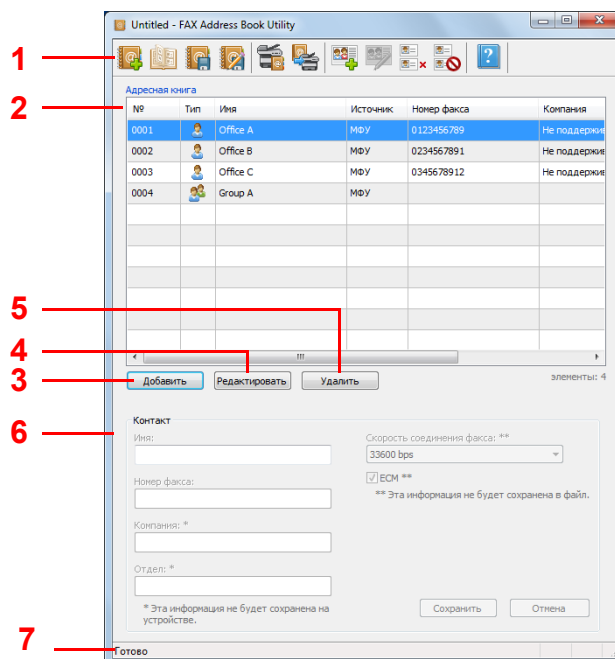 Untitled - FAX Address Book Utility
1
?
Адресная книга
2
№ Тип Имя Источник Номер факса Компания
0001 Office A МФУ 0123456789 Не поддержив
0002 Office B МФУ 0234567891 Не поддержив
0003 Office C МФУ 0345678912 Не поддержив
0004 Group A МФУ
5
4
3
Добавить Редактировать Удалить элементы: 4
6
Контакт
Имя: Скорость соединения факса: **
33600 bps
Номер факса: ECM **
** Эта информация не будет сохранена в файл.
Компания: *
Отдел: *
* Эта информация не будет сохранена на
устройстве.
Сохранить Отмена
7
Готово